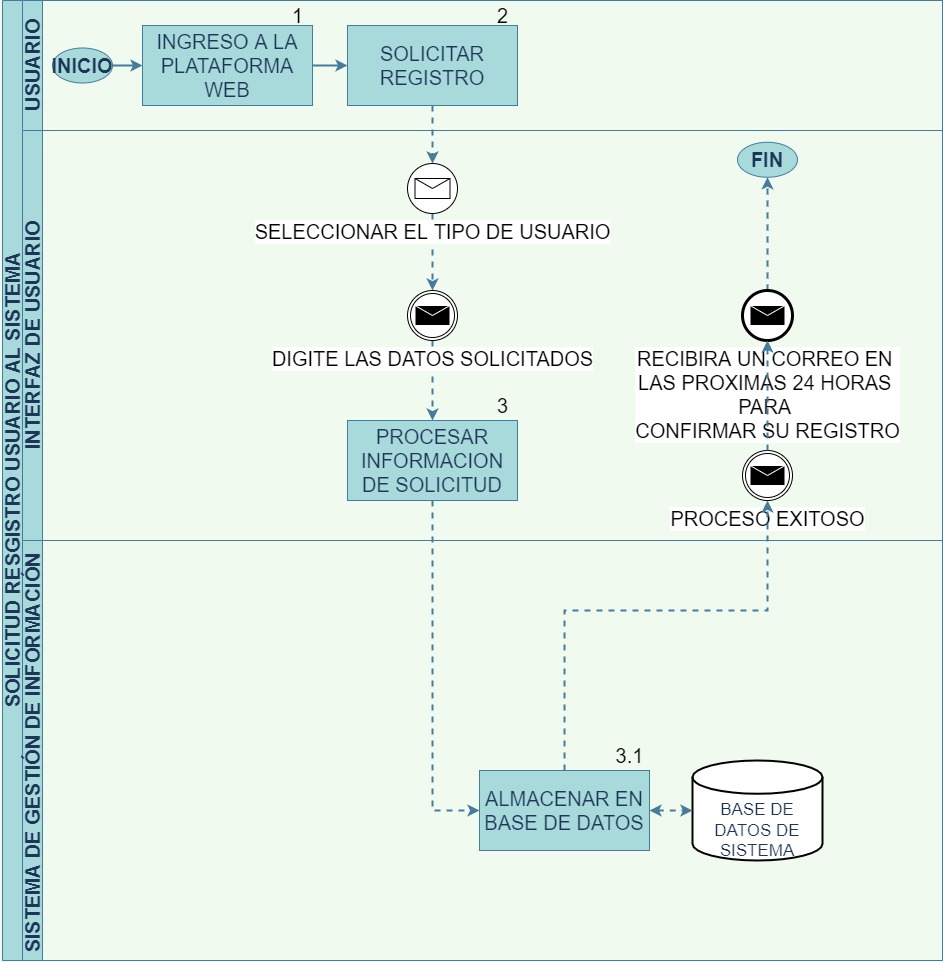 SOLICITUD RESGISTRO USUARIO AL SISTEMA
USUARIO
INICIO
1
INGRESO A LA
PLATAFORMA
WEB
2
SOLICITAR
REGISTRO
INTERFAZ DE USUARIO
SELECCIONAR EL TIPO DE USUARIO
DIGITE LAS DATOS SOLICITADOS
3
PROCESAR
INFORMACION
DE SOLICITUD
FIN
RECIBIRA UN CORREO EN
LAS PROXIMAS 24 HORAS
PARA
CONFIRMAR SU REGISTRO
PROCESO EXITOSO
SISTEMA DE GESTIÓN DE INFORMACIÓN
3.1
ALMACENAR EN
BASE DE DATOS
BASE DE
DATOS DE
SISTEMA